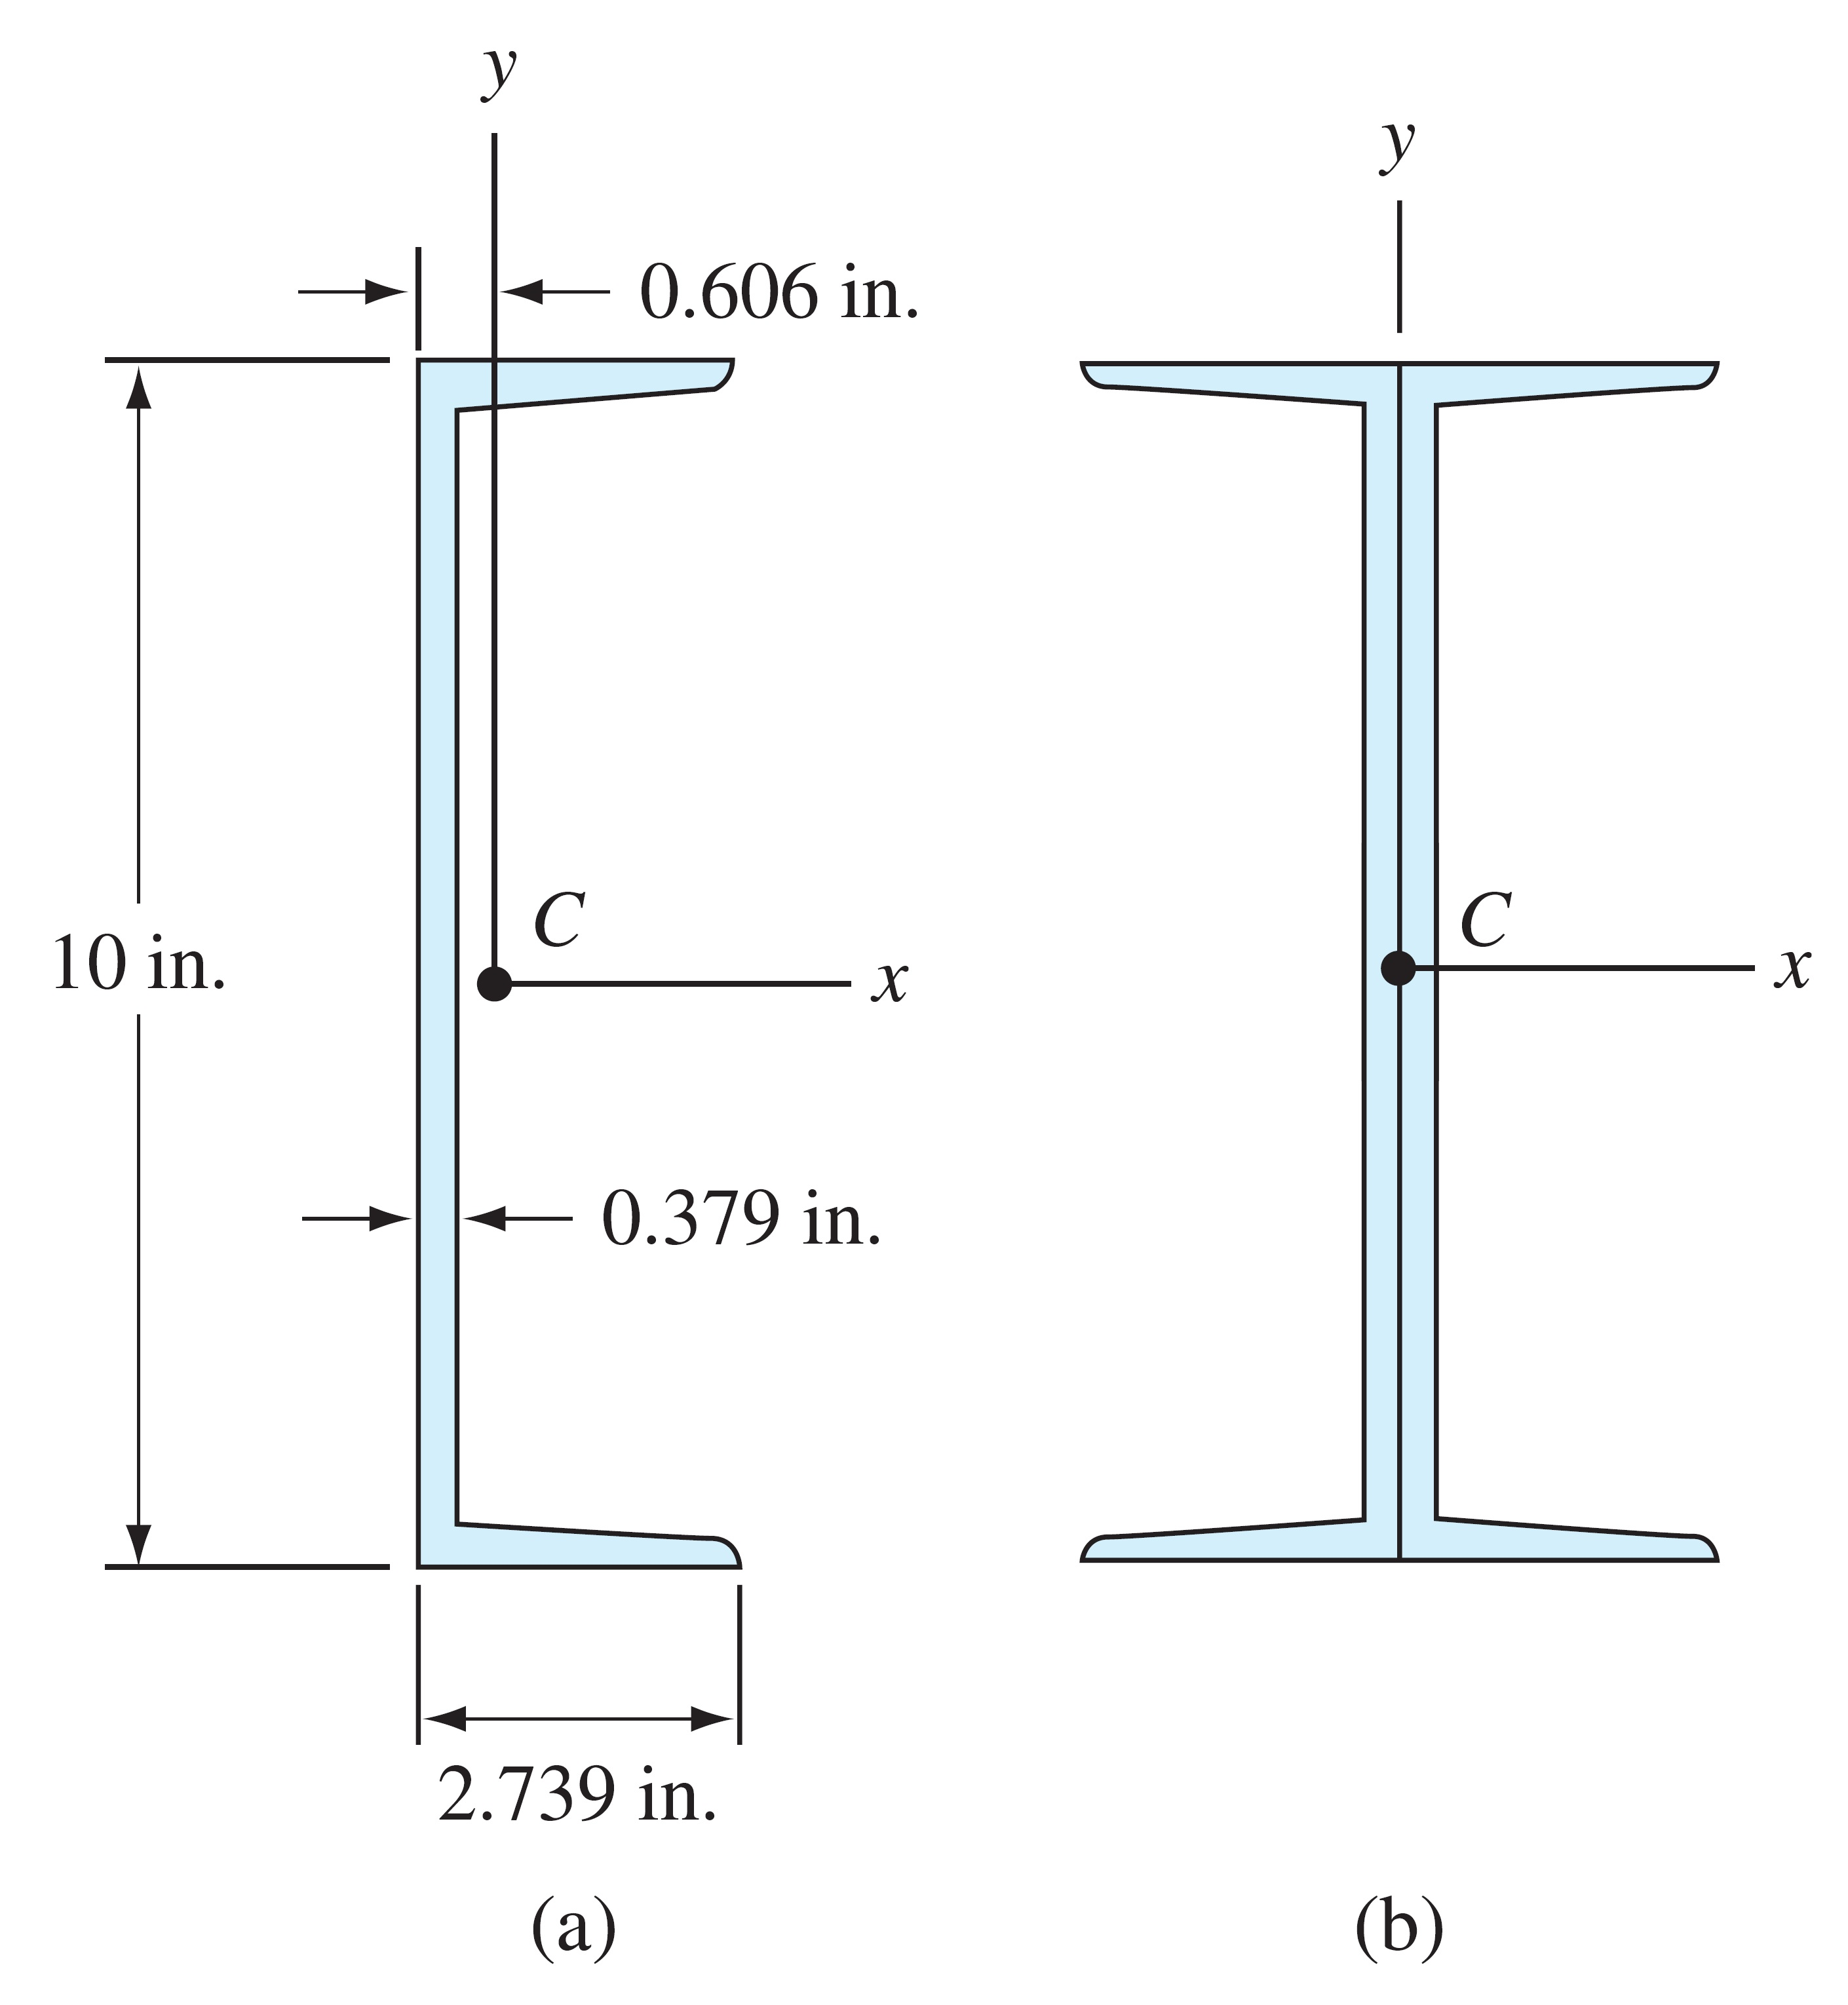 y
0.606 in.
C
10 in.
x
0.379 in.
2.739 in.
(a)
y
C
x
(b)